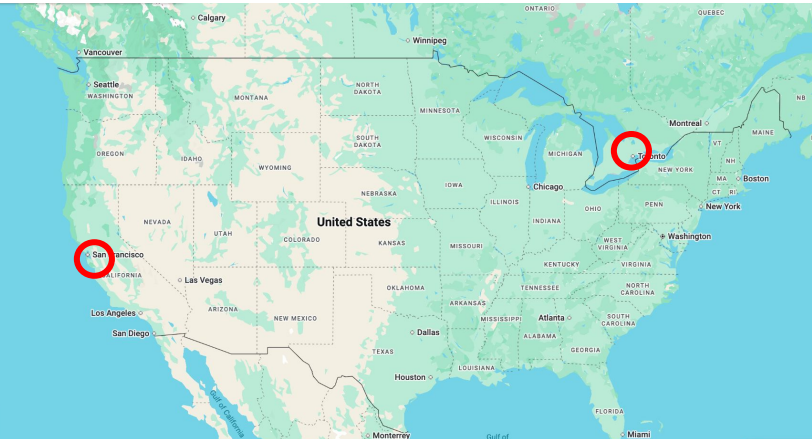 ONTARIO
QUEBEC
Calgary
Winnipeg
Vancouver
Seattle
WASHINGTON
MONTANA
NORTH
DAKOTA
MINNESOTA
NB
Montreal
MAINE
OREGON
IDAHO
WYOMING
SOUTH
DAKOTA
WISCONSIN
MICHIGAN
Toronto
VT
NH
NEW YORK
MA
Boston
CT
RI
IOWA
Chicago
NEBRASKA
ILLINOIS
INDIANA
OHIO
PENN
New York
NEVADA
UTAH
COLORADO
United States
KANSAS
MISSOURI
WEST
VIRGINIA
Washington
San Francisco
CALIFORNIA
Las Vegas
KENTUCKY
VIRGINIA
OKLAHOMA
TENNESSEE
NORTH
CAROLINA
ARKANSAS
Los Angeles
ARIZONA
NEW MEXICO
MISSISSIPPI
Atlanta
SOUTH
CAROLINA
San Diego
Dallas
ALABAMA
TEXAS
GEORGIA
LOUISIANA
Houston
Gulf of California
FLORIDA
Monterrey
Gulf of
Miami